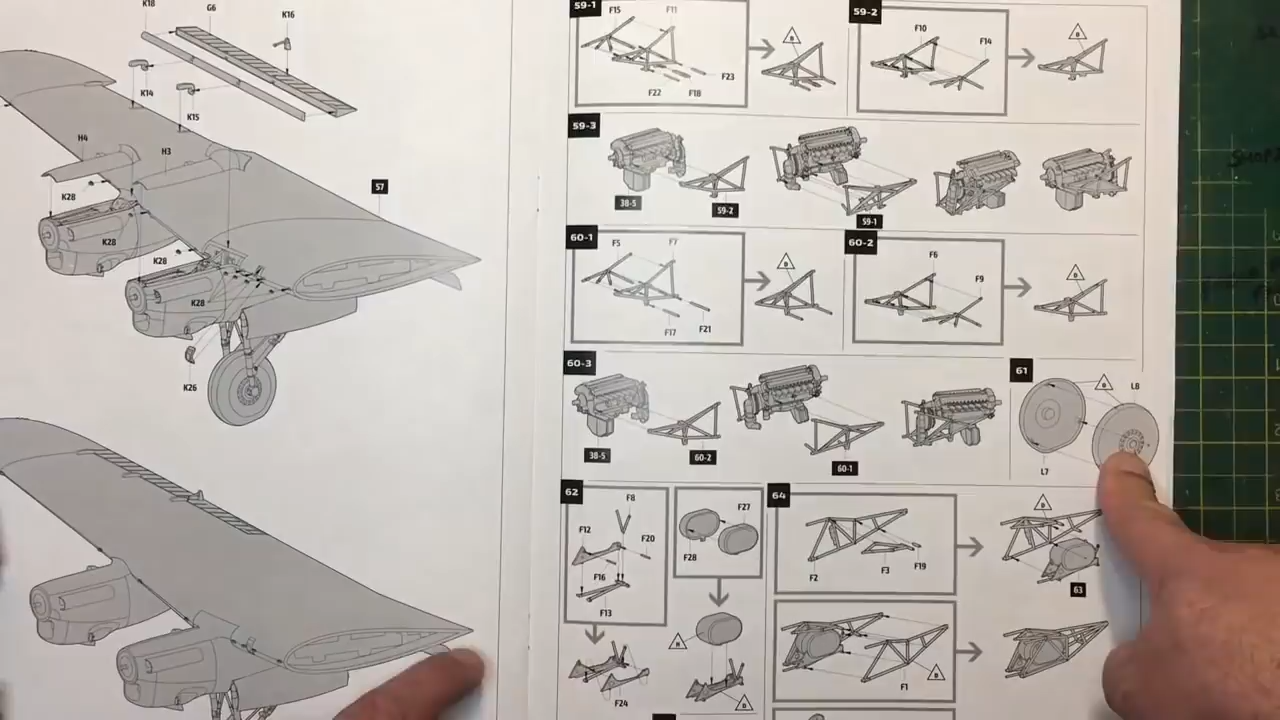 K18
G6
K16
K14
K15
H4
H3
K28
57
K28
K28
K28
K26
59-1
F15
F11
B
F23
F22
F18
59-2
F10
F14
B
59-3
38-5
59-2
59-1
60-1
F5
F7
B
F17
F21
60-2
F6
F9
B
60-3
38-5
60-2
60-1
61
B
L8
L7
62
F8
F12
F20
F16
F13
F24
F27
F28
64
F2
F3
F19
63
F1
B